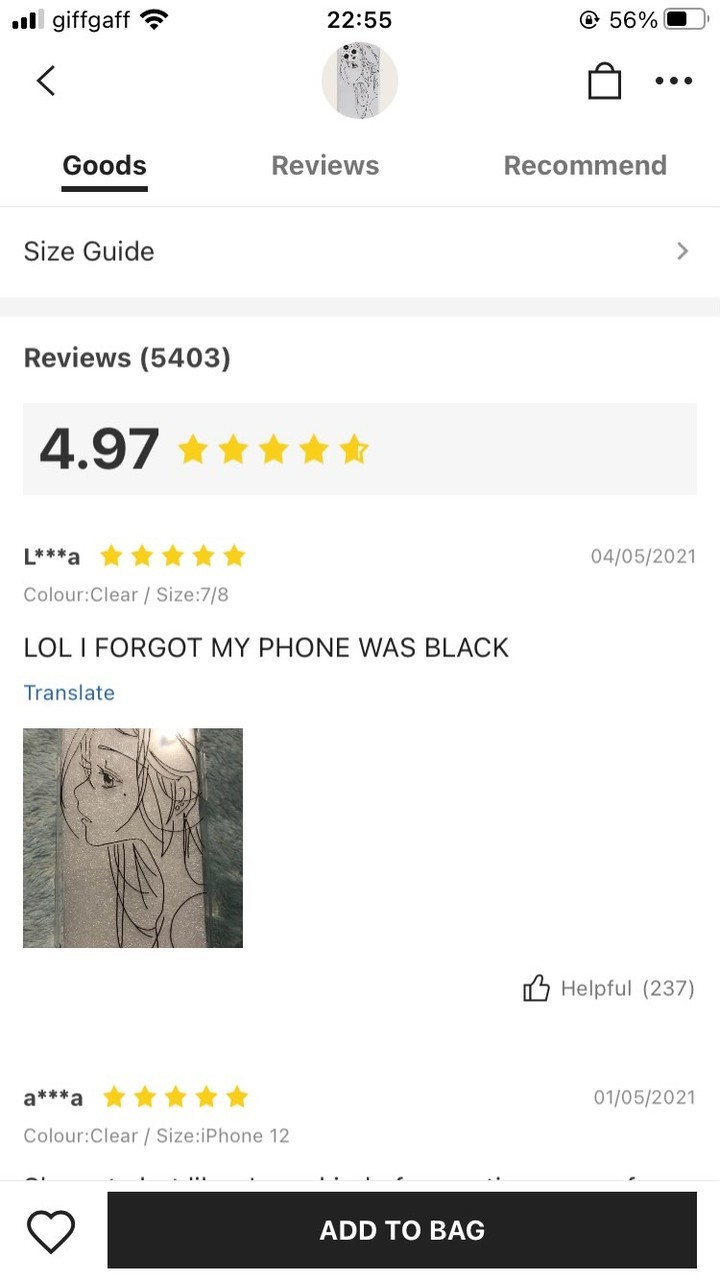 giffgaff 22:55 56%
Goods Reviews Recommend
Size Guide
Reviews (5403)
4.97
L***a 04/05/2021
Colour:Clear / Size:7/8
LOL I FORGOT MY PHONE WAS BLACK
Translate
Helpful (237)
a***a 01/05/2021
Colour:Clear / Size:iPhone 12
ADD TO BAG